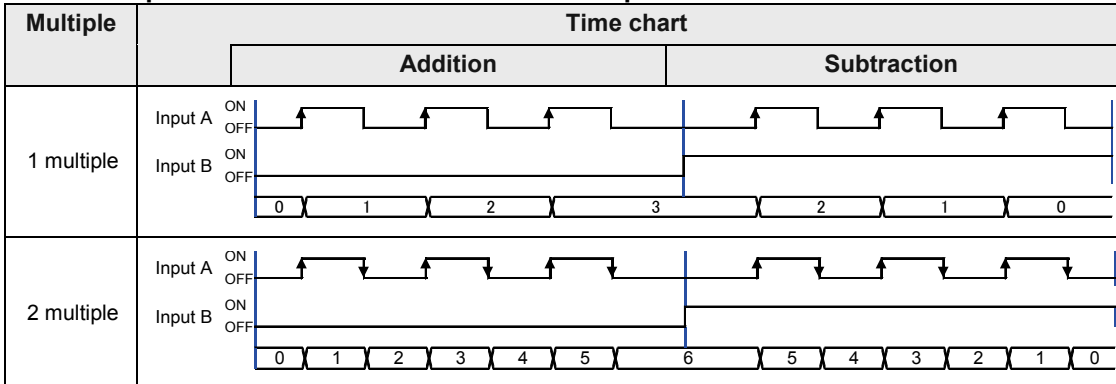 Multiple Time chart
Addition Subtraction
1 multiple
Input A ON
OFF
Input B ON
OFF
0 1 2 3 2 1 0
2 multiple
Input A ON
OFF
Input B ON
OFF
0 1 2 3 4 5 6 5 4 3 2 1 0